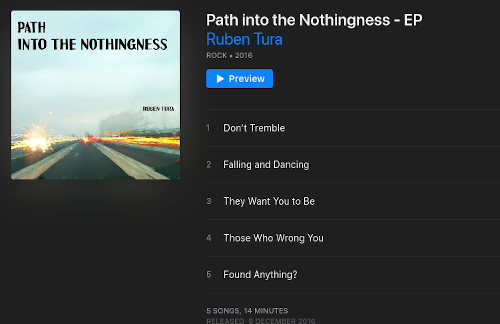 PATH
INTO THE NOTHINGNESS
RUBEN TURA
Path into the Nothingness - EP
Ruben Tura
ROCK • 2016
Preview
1 Don't Tremble
2 Falling and Dancing
3 They Want You to Be
4 Those Who Wrong You
5 Found Anything?
5 SONGS, 14 MINUTES
RELEASED 9 DECEMBER 2016